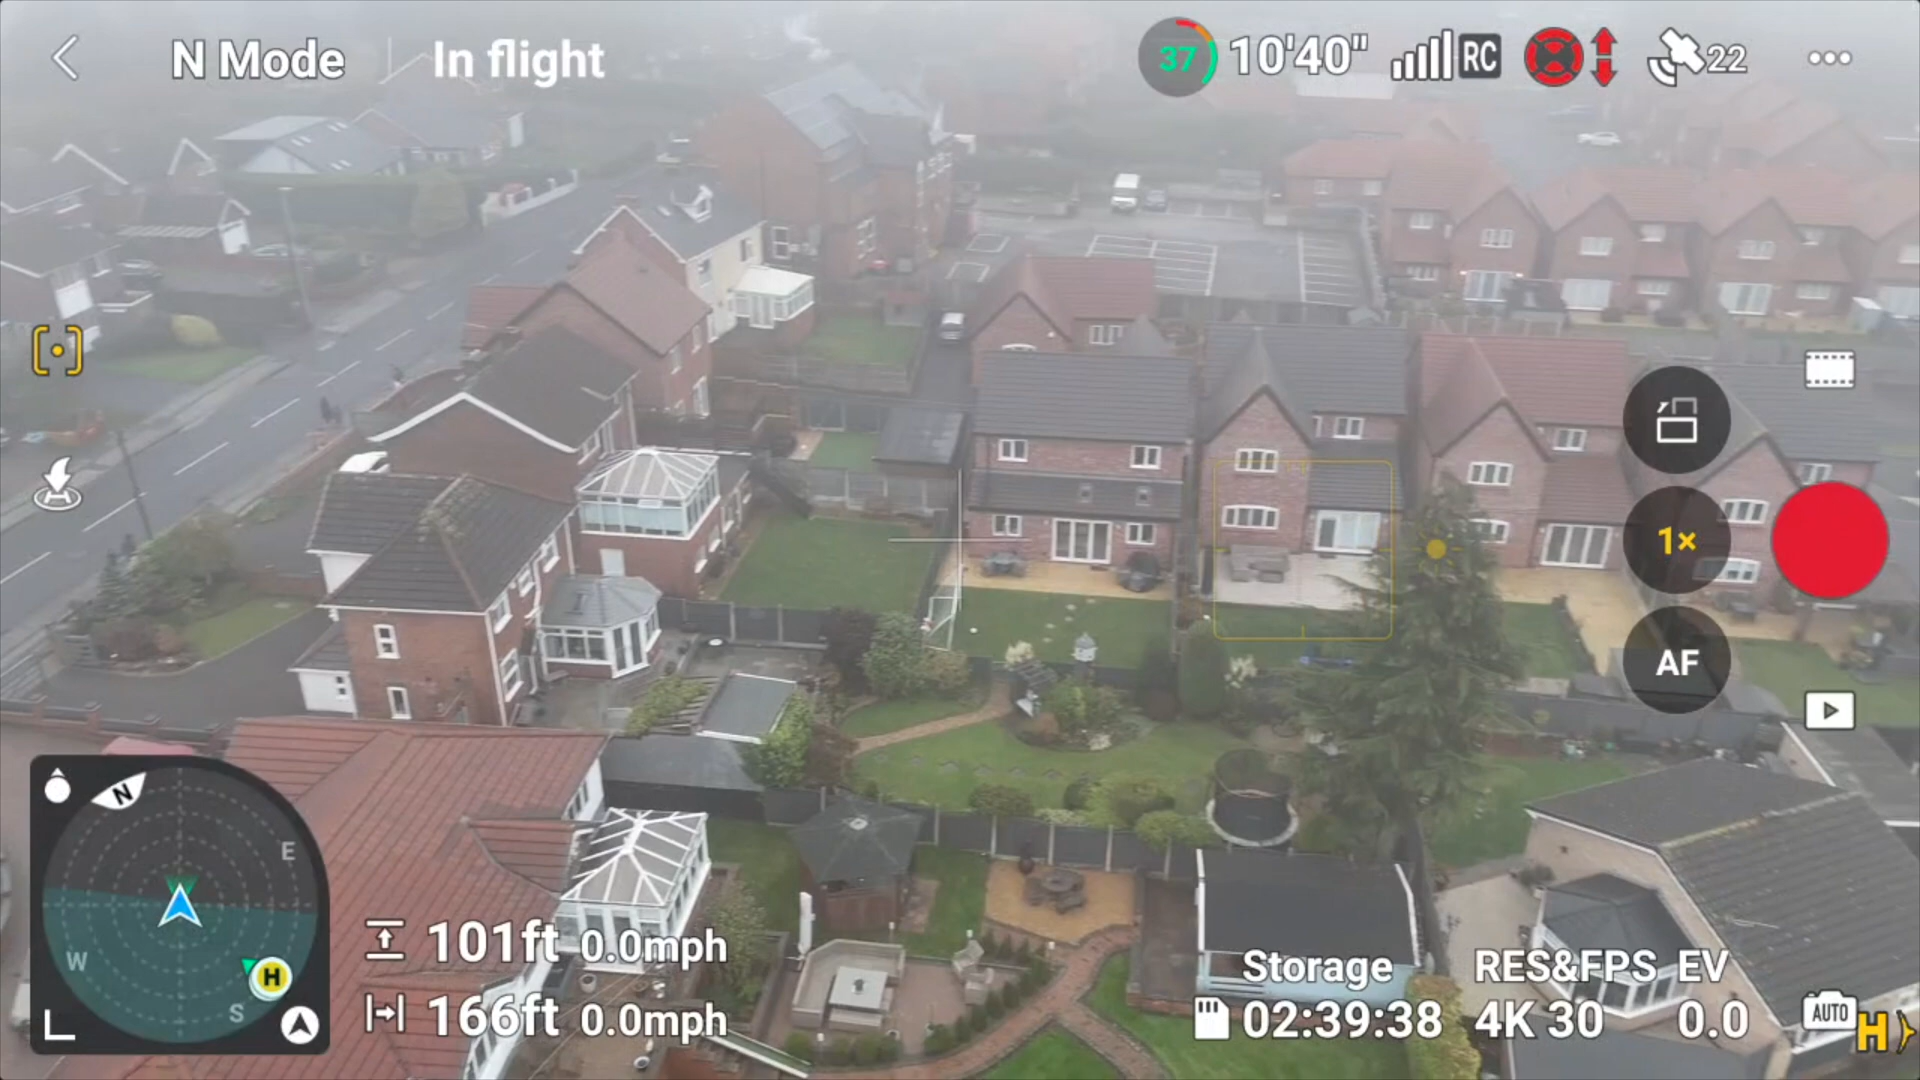 N Mode In flight 37 10'40" RC 22
1×
AF
N
E
W
S
H
101ft 0.0mph
166ft 0.0mph
Storage RES&FPS EV
02:39:38 4K 30 0.0
AUTO
H